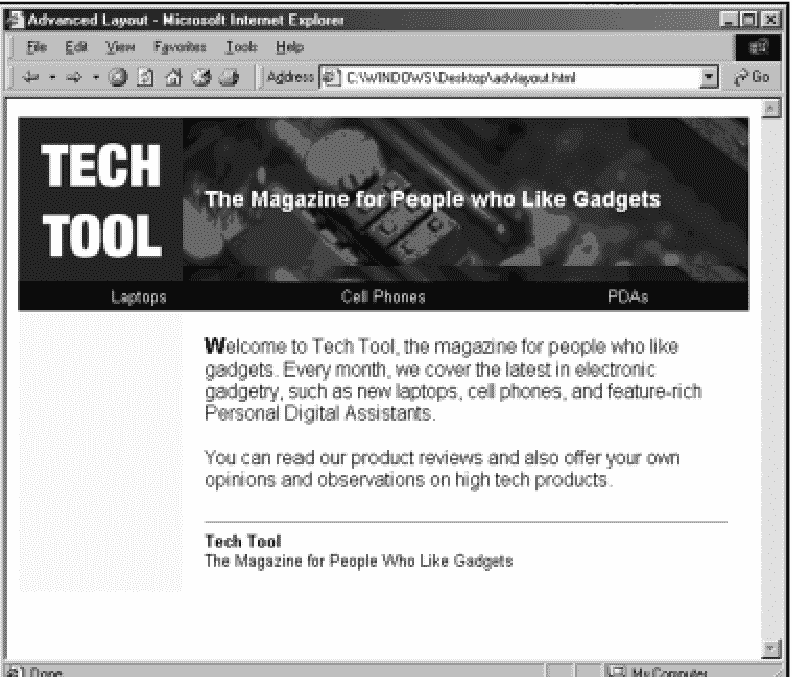 Advanced Layout - Microsoft Internet Explorer
File Edit View Favorites Tools Help
Address C:\WINDOWS\Desktop\advlayout.html Go
TECH
TOOL
The Magazine for People who Like Gadgets
Laptops Cell Phones PDAs
Welcome to Tech Tool, the magazine for people who like
gadgets. Every month, we cover the latest in electronic
gadgetry, such as new laptops, cell phones, and feature-rich
Personal Digital Assistants.
You can read our product reviews and also offer your own
opinions and observations on high tech products.
Tech Tool
The Magazine for People Who Like Gadgets
Done My Computer